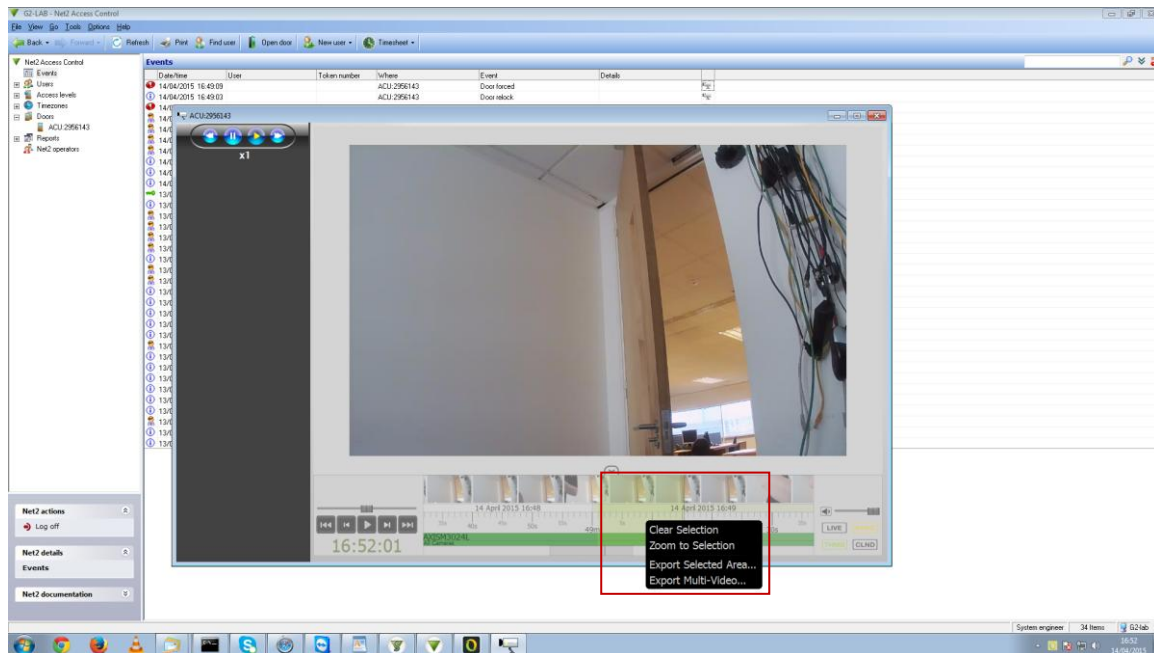 G2-LAB - Net2 Access Control
File View Go Tools Options Help
Back Forward Refresh Print Find user Open door New user Timesheet
Net2 Access Control
Events
Users
Access levels
Timezones
Doors
ACU:2956143
Reports
Net2 operators
Events
Date/time User Token number Where Event Details
14/04/2015 16:49:09 ACU:2956143 Door forced
14/04/2015 16:49:03 ACU:2956143 Door relock
ACU:2956143
x1
14 April 2015 16:48 14 April 2015 16:49
40s 50s
AXISM3024L
16:52:01
LIVE
CLND
Clear Selection
Zoom to Selection
Export Selected Area...
Export Multi-Video...
Net2 actions
Log off
Net2 details
Events
Net2 documentation
System engineer 34 Items G2-lab
16:52
14/04/2015